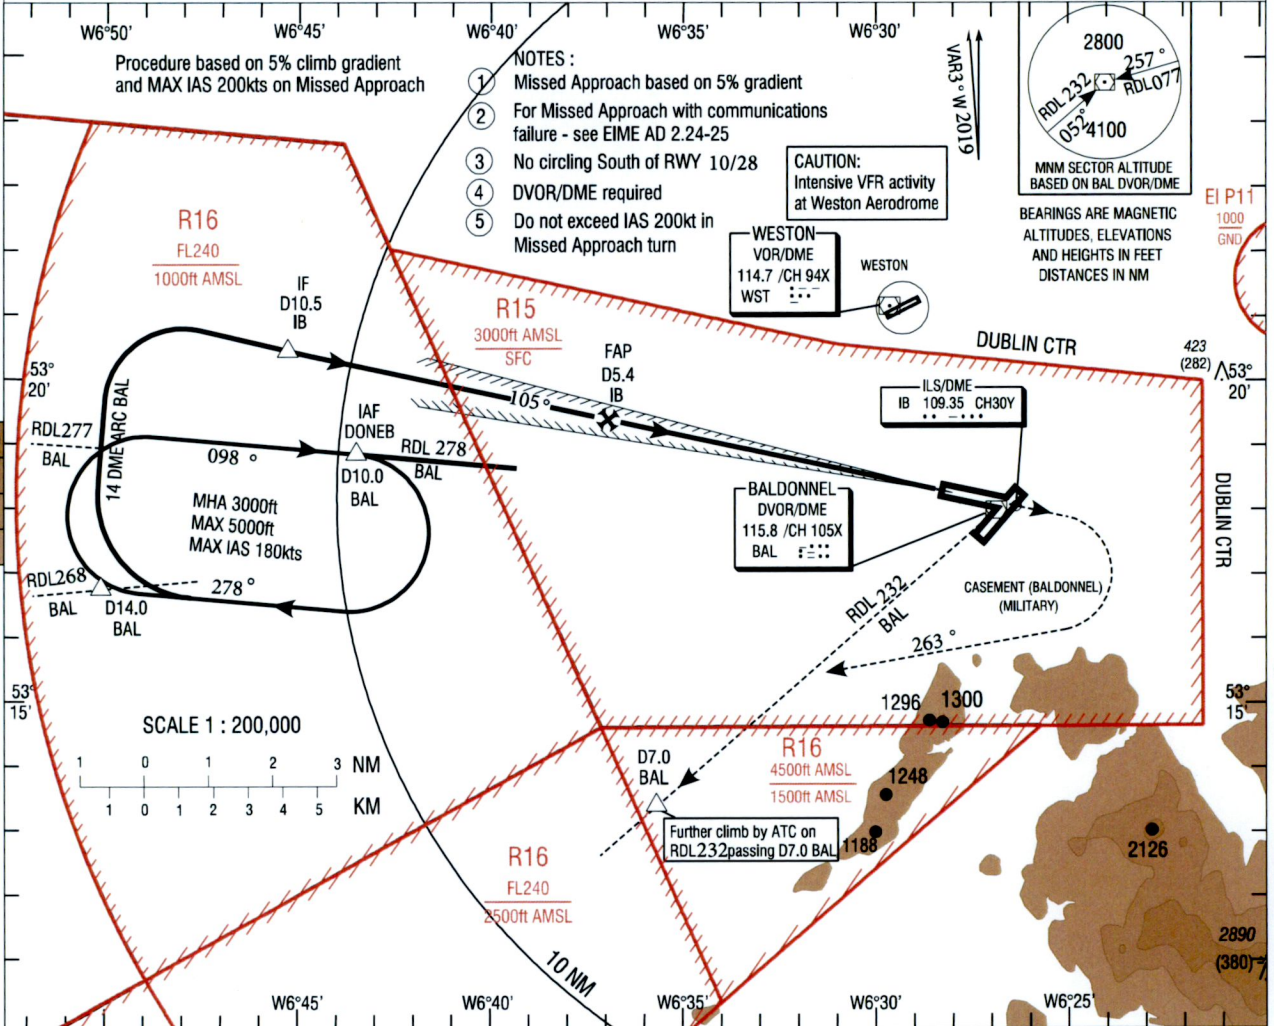 W6°50'
W6°45'
W6°40'
W6°35'
W6°30'
Procedure based on 5% climb gradient
and MAX IAS 200kts on Missed Approach
NOTES :
1 Missed Approach based on 5% gradient
2 For Missed Approach with communications
failure - see EIME AD 2.24-25
3 No circling South of RWY 10/28
4 DVOR/DME required
5 Do not exceed IAS 200kt in
Missed Approach turn
CAUTION:
Intensive VFR activity
at Weston Aerodrome
VAR3° W 2019
2800
257°
RDL077
RDL 232
052°
4100
MNM SECTOR ALTITUDE
BASED ON BAL DVOR/DME
BEARINGS ARE MAGNETIC
ALTITUDES, ELEVATIONS
AND HEIGHTS IN FEET
DISTANCES IN NM
EI P11
1000
GND
R16
FL240
1000ft AMSL
IF
D10.5
IB
R15
3000ft AMSL
SFC
WESTON
VOR/DME
114.7 /CH 94X
WST
WESTON
DUBLIN CTR
423
(282)
53°
20'
53°
20'
FAP
D5.4
IB
105°
ILS/DME
IB 109.35 CH30Y
14 DME ARC BAL
RDL277
BAL
098 °
IAF
DONEB
D10.0
BAL
RDL 278
BAL
MHA 3000ft
MAX 5000ft
MAX IAS 180kts
BALDONNEL
DVOR/DME
115.8 /CH 105X
BAL
DUBLIN CTR
RDL268
BAL
D14.0
BAL
278°
RDL 232
BAL
CASEMENT (BALDONNEL)
(MILITARY)
263 °
53°
15'
53°
15'
1296
1300
SCALE 1 : 200,000
1 0 1 2 3 NM
1 0 1 2 3 4 5 KM
D7.0
BAL
R16
4500ft AMSL
1500ft AMSL
1248
Further climb by ATC on
RDL232passing D7.0 BAL
1188
2126
R16
FL240
2500ft AMSL
2890
(380)
10 NM
W6°45'
W6°40'
W6°35'
W6°30'
W6°25'